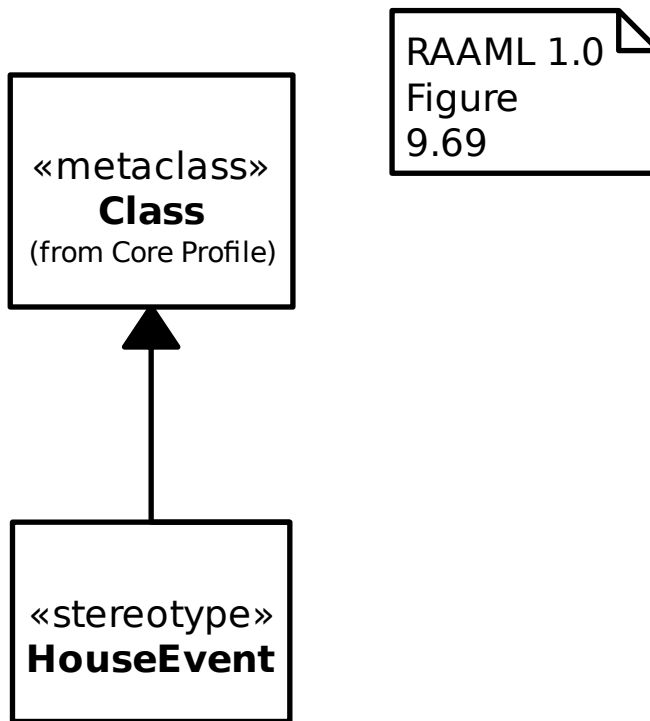 RAAML 1.0
Figure
9.69
«metaclass»
Class
(from Core Profile)
«stereotype»
HouseEvent